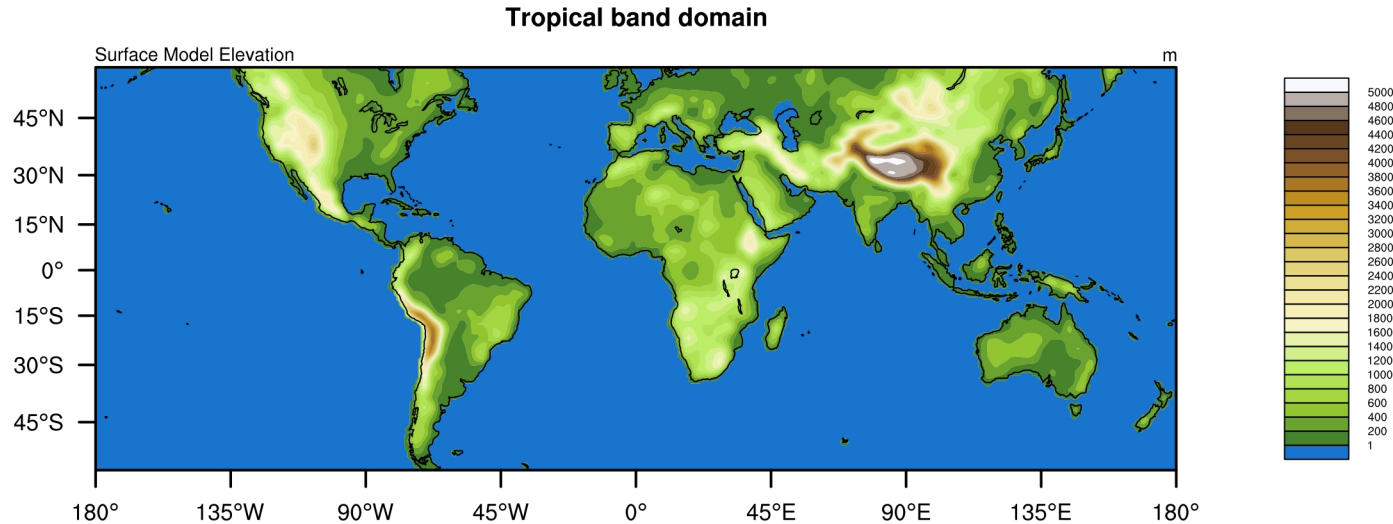 Tropical band domain
Surface Model Elevation
m
45°N
30°N
15°N
0°
15°S
30°S
45°S
180°
135°W
90°W
45°W
0°
45°E
90°E
135°E
180°
5000
4800
4600
4400
4200
4000
3800
3600
3400
3200
3000
2800
2600
2400
2200
2000
1800
1600
1400
1200
1000
800
600
400
200
1